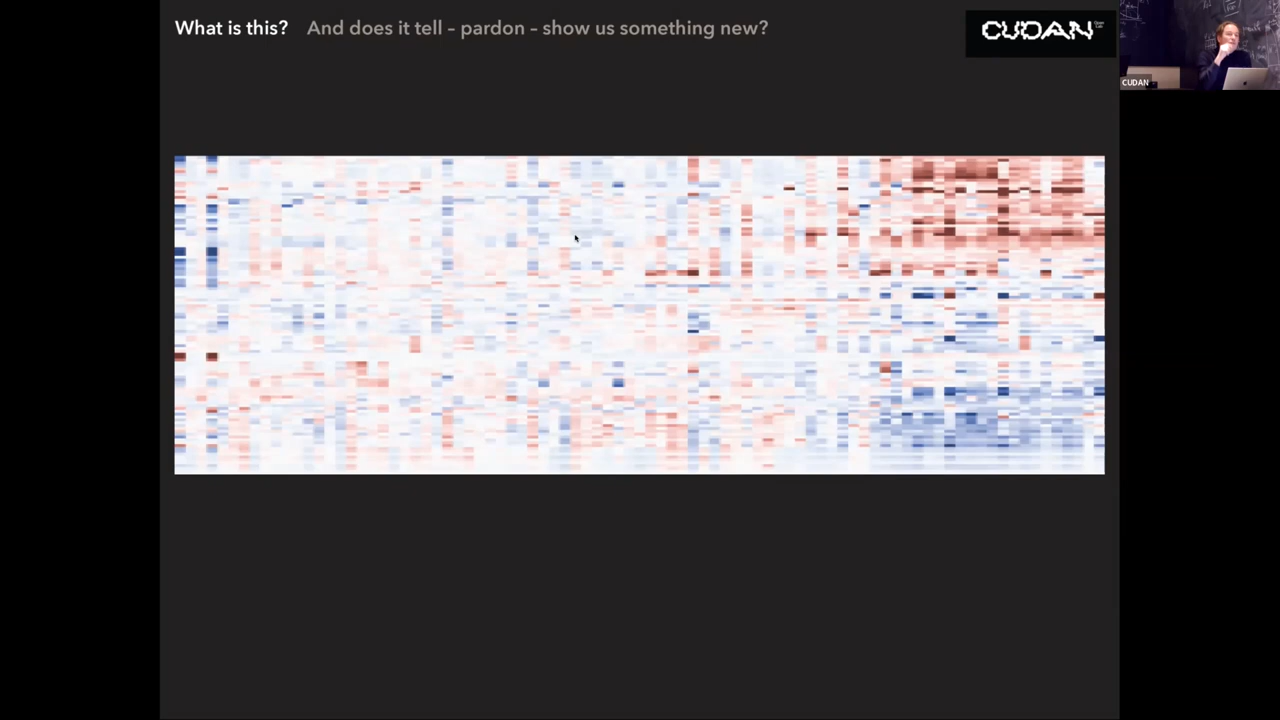 What is this? And does it tell – pardon – show us something new?
CUDAN
CUDAN